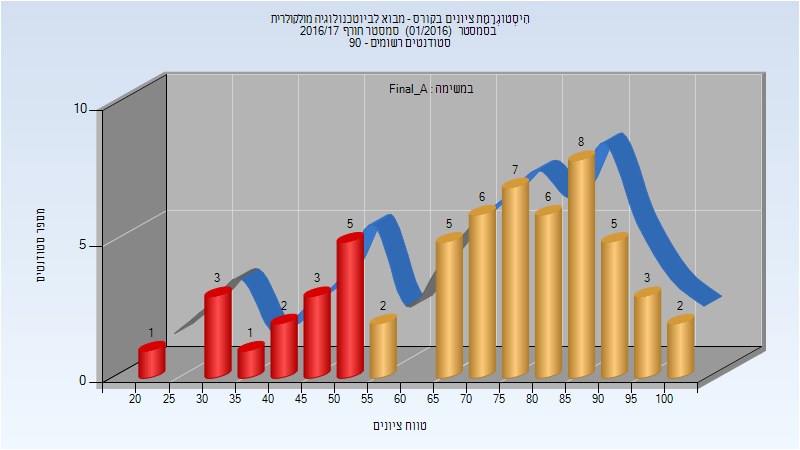 היסטוגרמת ציונים בקורס - מבוא לביוטכנולוגיה מולקולרית
בסמסטר (01/2016) סמסטר חורף 2016/17
סטודנטים רשומים - 90
במשימה : Final_A
מספר סטודנטים
10
5
0
1
3
1
2
3
5
2
5
6
7
6
8
5
3
2
20 25 30 35 40 45 50 55 60 65 70 75 80 85 90 95 100
טווח ציונים